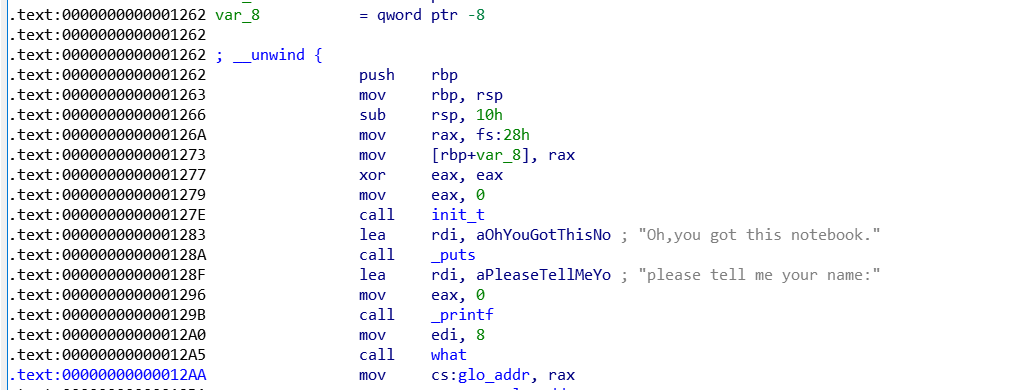 .text:0000000000001262 var_8 = qword ptr -8
.text:0000000000001262
.text:0000000000001262 ; __unwind {
.text:0000000000001262 push rbp
.text:0000000000001263 mov rbp, rsp
.text:0000000000001266 sub rsp, 10h
.text:000000000000126A mov rax, fs:28h
.text:0000000000001273 mov [rbp+var_8], rax
.text:0000000000001277 xor eax, eax
.text:0000000000001279 mov eax, 0
.text:000000000000127E call init_t
.text:0000000000001283 lea rdi, aOhYouGotThisNo ; "Oh,you got this notebook."
.text:000000000000128A call _puts
.text:000000000000128F lea rdi, aPleaseTellMeYo ; "please tell me your name:"
.text:0000000000001296 mov eax, 0
.text:000000000000129B call _printf
.text:00000000000012A0 mov edi, 8
.text:00000000000012A5 call what
.text:00000000000012AA mov cs:glo_addr, rax